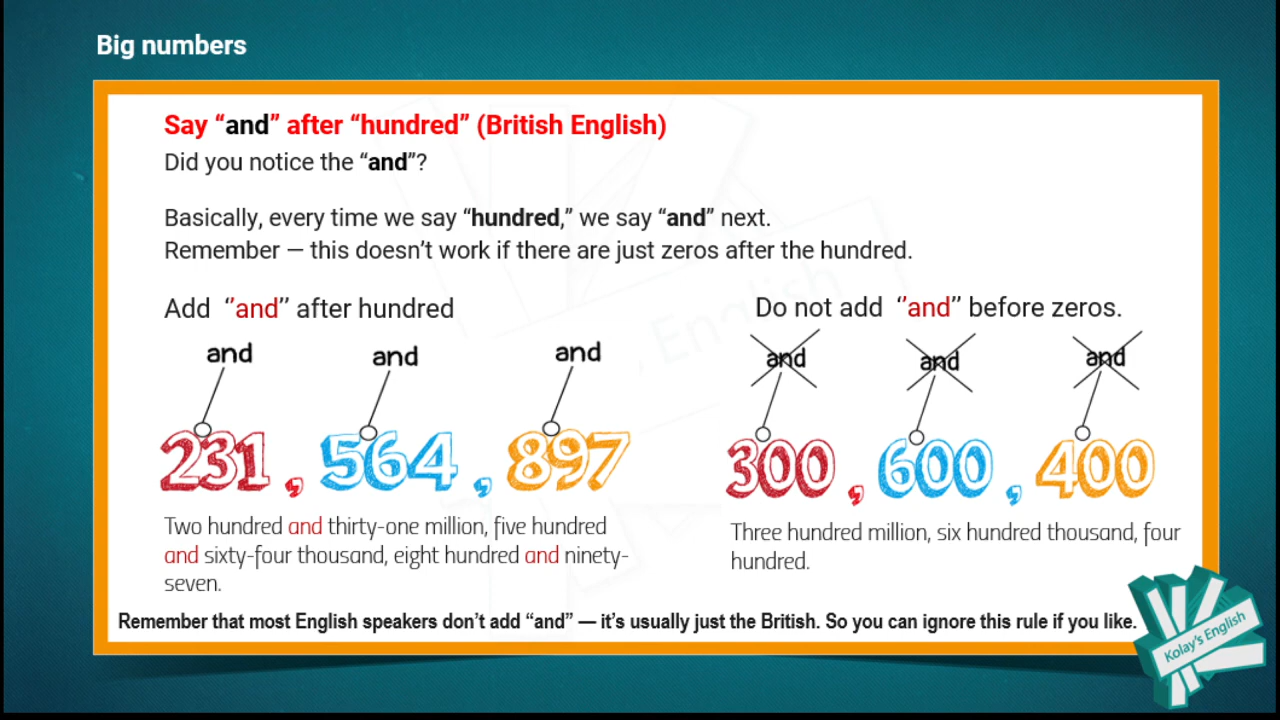 Big numbers
Say “and” after “hundred” (British English)
Did you notice the “and”?
Basically, every time we say “hundred,” we say “and” next.
Remember — this doesn’t work if there are just zeros after the hundred.
Add ‘’and’’ after hundred
and and and
231 , 564 , 897
Two hundred and thirty-one million, five hundred
and sixty-four thousand, eight hundred and ninety-
seven.
Do not add ‘’and’’ before zeros.
and and and
300 , 600 , 400
Three hundred million, six hundred thousand, four
hundred.
Remember that most English speakers don’t add “and” — it’s usually just the British. So you can ignore this rule if you like.
Kolay's English